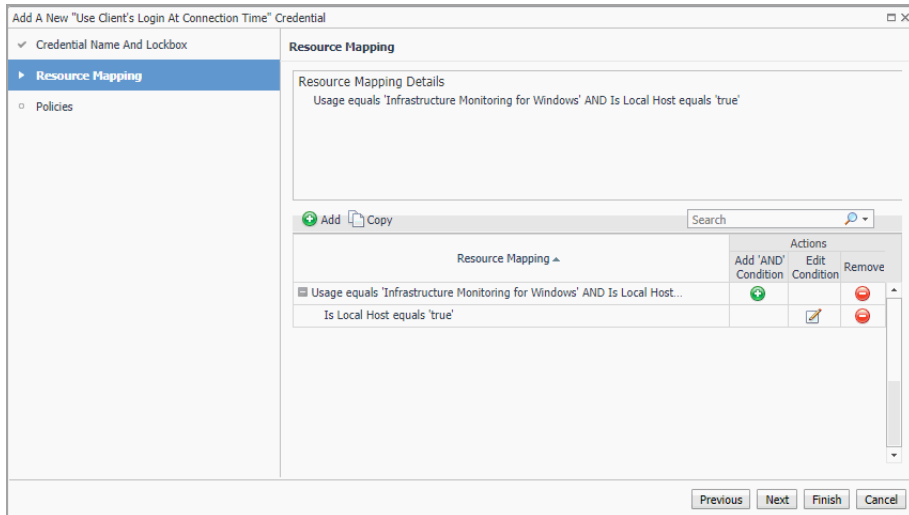 Add A New "Use Client's Login At Connection Time" Credential
Credential Name And Lockbox
Resource Mapping
Policies
Resource Mapping
Resource Mapping Details
Usage equals 'Infrastructure Monitoring for Windows' AND Is Local Host equals 'true'
Add Copy Search
Resource Mapping Actions
Add 'AND' Condition Edit Condition Remove
Usage equals 'Infrastructure Monitoring for Windows' AND Is Local Host...
Is Local Host equals 'true'
Previous Next Finish Cancel